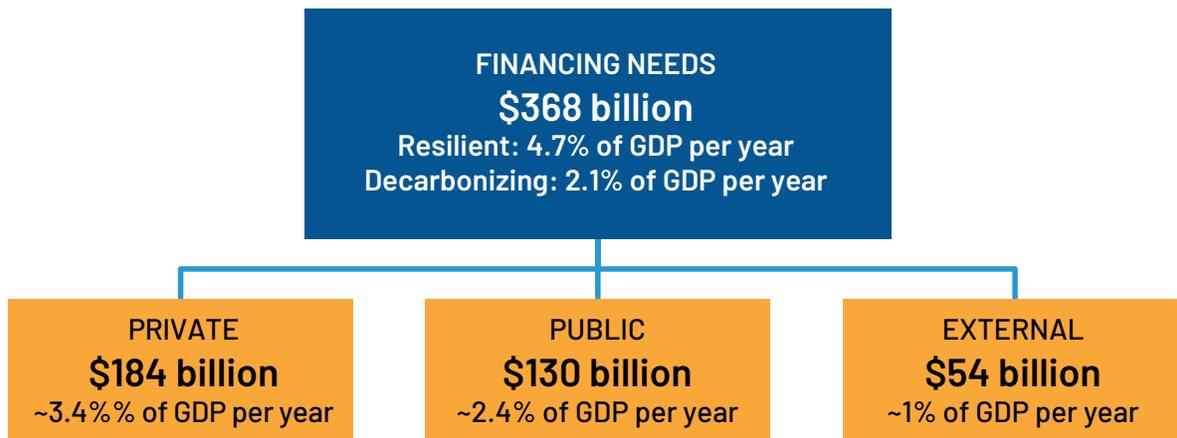 FINANCING NEEDS
$368 billion
Resilient: 4.7% of GDP per year
Decarbonizing: 2.1% of GDP per year
PRIVATE
$184 billion
~3.4%% of GDP per year
PUBLIC
$130 billion
~2.4% of GDP per year
EXTERNAL
$54 billion
~1% of GDP per year